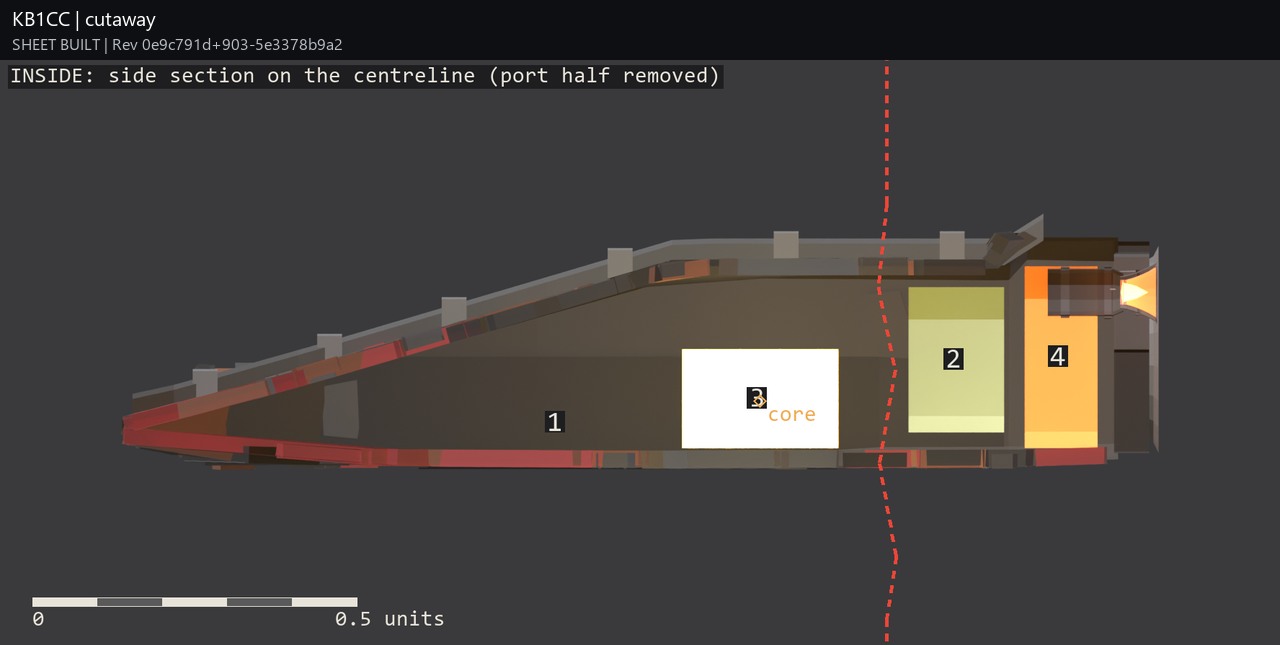 KB1CC | cutaway
SHEET BUILT | Rev 0e9c791d+903-5e3378b9a2
INSIDE: side section on the centreline (port half removed)
2
4
3
core
1
0
0.5 units